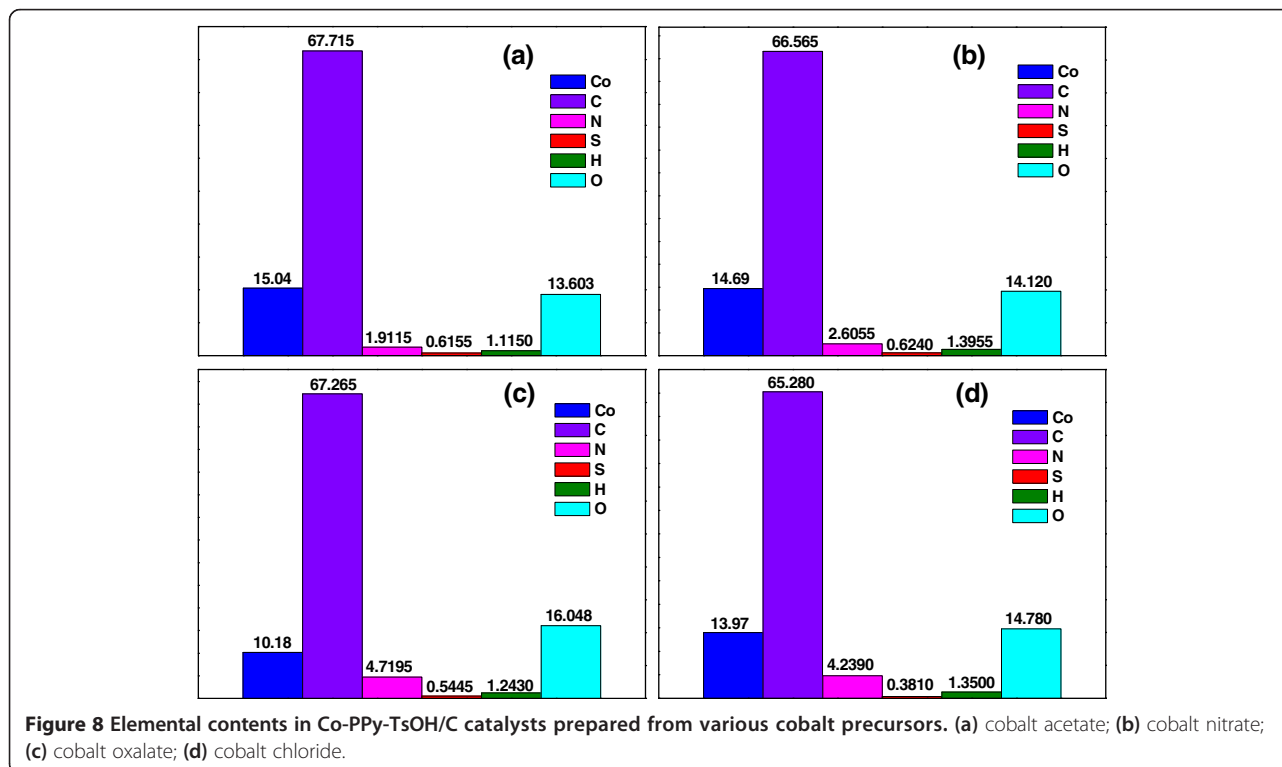 67.715
(a)
Co
C
N
S
H
O
15.04
1.9115
0.6155
1.1150
13.603
66.565
(b)
Co
C
N
S
H
O
14.69
2.6055
0.6240
1.3955
14.120
67.265
(c)
Co
C
N
S
H
O
10.18
4.7195
0.5445
1.2430
16.048
65.280
(d)
Co
C
N
S
H
O
13.97
4.2390
0.3810
1.3500
14.780
Figure 8 Elemental contents in Co-PPy-TsOH/C catalysts prepared from various cobalt precursors. (a) cobalt acetate; (b) cobalt nitrate;
(c) cobalt oxalate; (d) cobalt chloride.